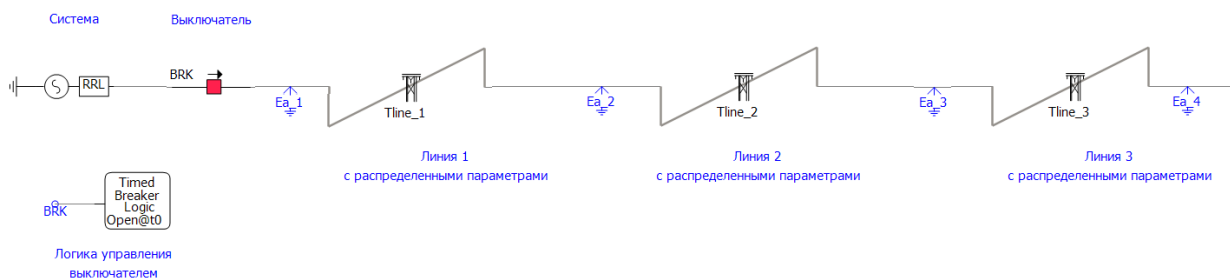 Система
Выключатель
RRL
BRK
Ea_1
Tline_1
Ea_2
Tline_2
Ea_3
Tline_3
Ea_4
Линия 1
с распределенными параметрами
Линия 2
с распределенными параметрами
Линия 3
с распределенными параметрами
BRK
Timed
Breaker
Logic
Open@t0
Логика управления
выключателем